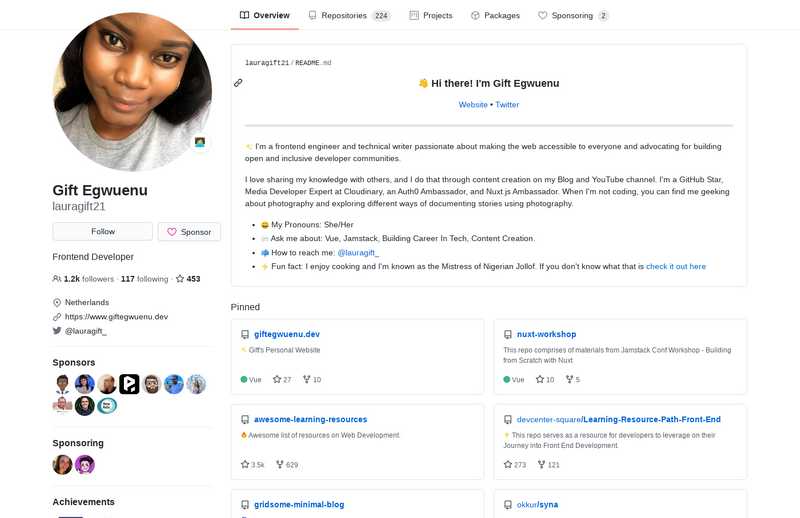 Overview
Repositories 224
Projects
Packages
Sponsoring 2
lauragift21 / README.md
👋 Hi there! I'm Gift Egwuenu
Website • Twitter
I'm a frontend engineer and technical writer passionate about making the web accessible to everyone and advocating for building
open and inclusive developer communities.
I love sharing my knowledge with others, and I do that through content creation on my Blog and YouTube channel. I'm a GitHub Star,
Media Developer Expert at Cloudinary, an Auth0 Ambassador, and Nuxt js Ambassador. When I'm not coding, you can find me geeking
about photography and exploring different ways of documenting stories using photography.
• 😄 My Pronouns: She/Her
• 💬 Ask me about: Vue, Jamstack, Building Career In Tech, Content Creation.
• 📫 How to reach me: @lauragift_
• ⚡ Fun fact: I enjoy cooking and I'm known as the Mistress of Nigerian Jollof. If you don't know what that is check it out here
Gift Egwuenu
lauragift21
Follow
Sponsor
Frontend Developer
1.2k followers · 117 following · 453
Netherlands
https://www.giftegwuenu.dev
@lauragift_
Sponsors
Sponsoring
Achievements
Pinned
giftegwuenu.dev
Gift's Personal Website
Vue 27 10
nuxt-workshop
This repo comprises of materials from Jamstack Conf Workshop - Building
from Scratch with Nuxt
Vue 10 5
awesome-learning-resources
🔥 Awesome list of resources on Web Development.
3.5k 629
devcenter-square/Learning-Resource-Path-Front-End
This repo serves as a resource for developers to leverage on their
Journey into Front End Development.
273 121
gridsome-minimal-blog
okkur/syna